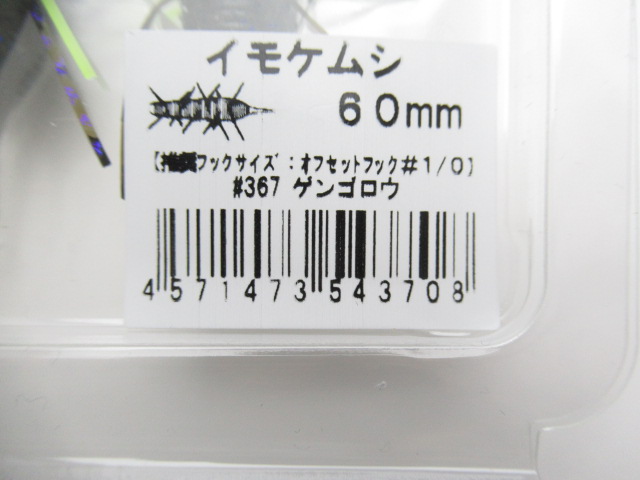 イモケムシ
60mm
[推奨フックサイズ:オフセットフック#1/0]
#367 ゲンゴロウ
4571473543708